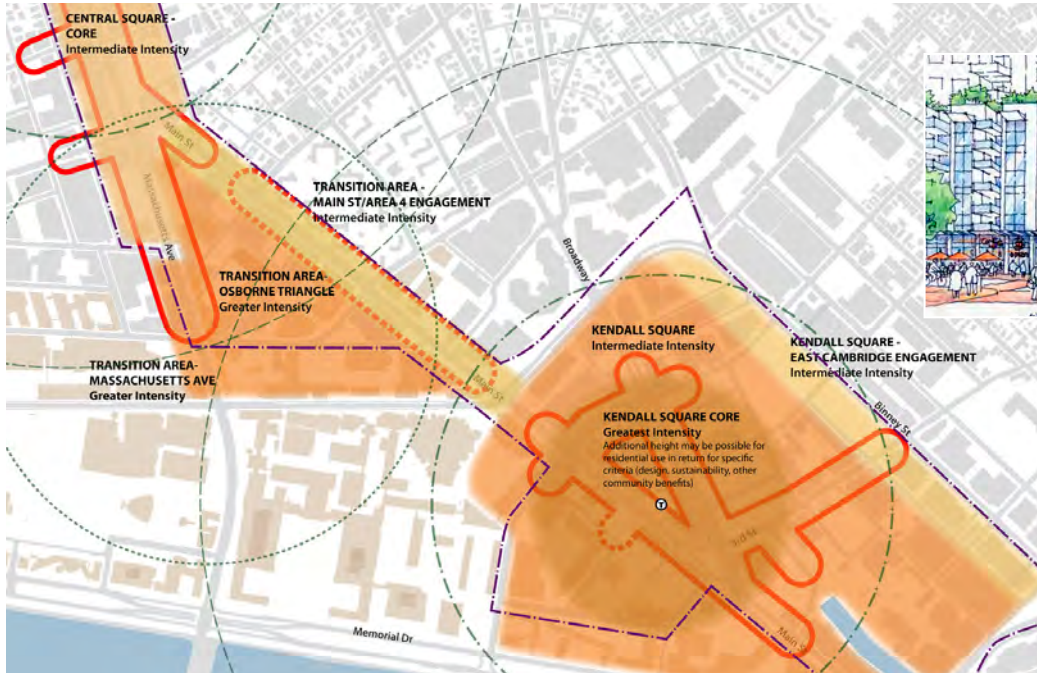 CENTRAL SQUARE -
CORE
Intermediate Intensity
Main St
TRANSITION AREA -
MAIN ST/AREA 4 ENGAGEMENT
Intermediate Intensity
Massachusetts Ave
Broadway
TRANSITION AREA-
OSBORNE TRIANGLE
Greater Intensity
KENDALL SQUARE
Intermediate Intensity
KENDALL SQUARE -
EAST CAMBRIDGE ENGAGEMENT
Intermediate Intensity
TRANSITION AREA-
MASSACHUSETTS AVE
Greater Intensity
Main St
Binney St
KENDALL SQUARE CORE
Greatest Intensity
Additional height may be possible for
residential use in return for specific
criteria (design, sustainability, other
community benefits)
T
3rd St
Memorial Dr
Main St